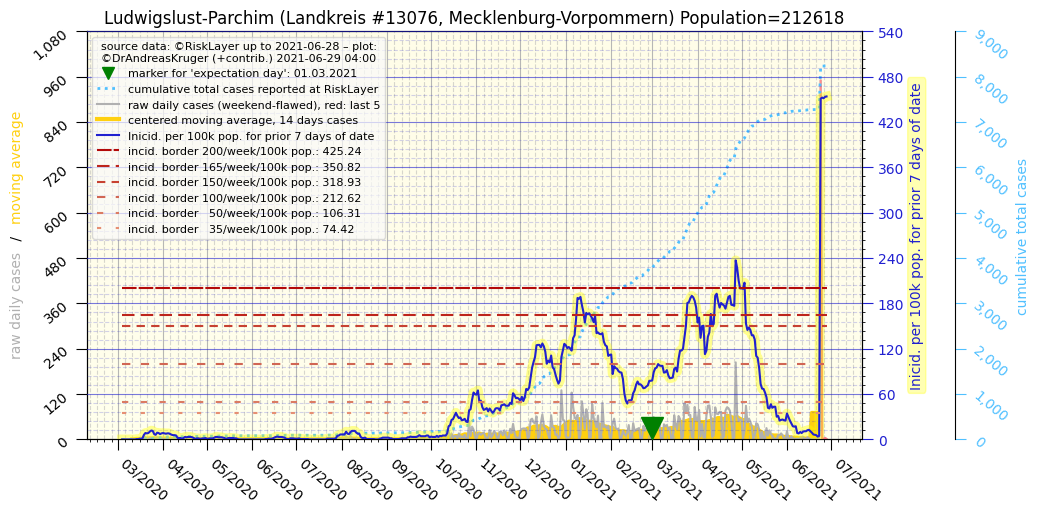 Ludwigslust-Parchim (Landkreis #13076, Mecklenburg-Vorpommern) Population=212618
source data: ©RiskLayer up to 2021-06-28 – plot:
©DrAndreasKruger (+contrib.) 2021-06-29 04:00
marker for 'expectation day': 01.03.2021
cumulative total cases reported at RiskLayer
raw daily cases (weekend-flawed), red: last 5
centered moving average, 14 days cases
Inicid. per 100k pop. for prior 7 days of date
incid. border 200/week/100k pop.: 425.24
incid. border 165/week/100k pop.: 350.82
incid. border 150/week/100k pop.: 318.93
incid. border 100/week/100k pop.: 212.62
incid. border   50/week/100k pop.: 106.31
incid. border   35/week/100k pop.: 74.42
raw daily cases   /   moving average
1,080
960
840
720
600
480
360
240
120
0
540
480
420
360
300
240
180
120
60
0
Inicid. per 100k pop. for prior 7 days of date
9,000
8,000
7,000
6,000
5,000
4,000
3,000
2,000
1,000
0
cumulative total cases
03/2020
04/2020
05/2020
06/2020
07/2020
08/2020
09/2020
10/2020
11/2020
12/2020
01/2021
02/2021
03/2021
04/2021
05/2021
06/2021
07/2021